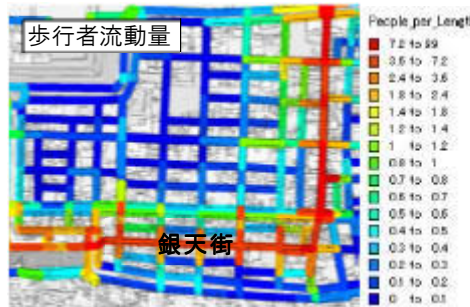 歩行者流動量
銀天街
People_per_Length
7.2 to 99
3.6 to 7.2
2.4 to 3.6
1.8 to 2.4
1.4 to 1.8
1.2 to 1.4
1 to 1.2
0.8 to 1
0.7 to 0.8
0.6 to 0.7
0.5 to 0.6
0.4 to 0.5
0.3 to 0.4
0.2 to 0.3
0.1 to 0.2
0 to 0.1